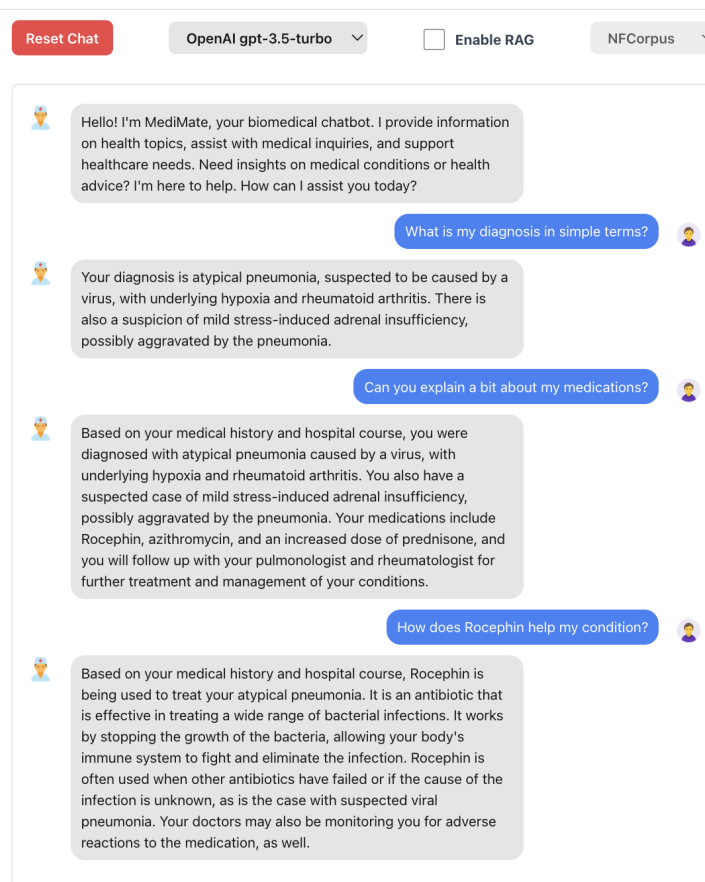 Reset Chat OpenAI gpt-3.5-turbo Enable RAG NFCorpus
Hello! I'm MediMate, your biomedical chatbot. I provide information
on health topics, assist with medical inquiries, and support
healthcare needs. Need insights on medical conditions or health
advice? I'm here to help. How can I assist you today?
What is my diagnosis in simple terms?
Your diagnosis is atypical pneumonia, suspected to be caused by a
virus, with underlying hypoxia and rheumatoid arthritis. There is
also a suspicion of mild stress-induced adrenal insufficiency,
possibly aggravated by the pneumonia.
Can you explain a bit about my medications?
Based on your medical history and hospital course, you were
diagnosed with atypical pneumonia caused by a virus, with
underlying hypoxia and rheumatoid arthritis. You also have a
suspected case of mild stress-induced adrenal insufficiency,
possibly aggravated by the pneumonia. Your medications include
Rocephin, azithromycin, and an increased dose of prednisone, and
you will follow up with your pulmonologist and rheumatologist for
further treatment and management of your conditions.
How does Rocephin help my condition?
Based on your medical history and hospital course, Rocephin is
being used to treat your atypical pneumonia. It is an antibiotic that
is effective in treating a wide range of bacterial infections. It works
by stopping the growth of the bacteria, allowing your body's
immune system to fight and eliminate the infection. Rocephin is
often used when other antibiotics have failed or if the cause of the
infection is unknown, as is the case with suspected viral
pneumonia. Your doctors may also be monitoring you for adverse
reactions to the medication, as well.